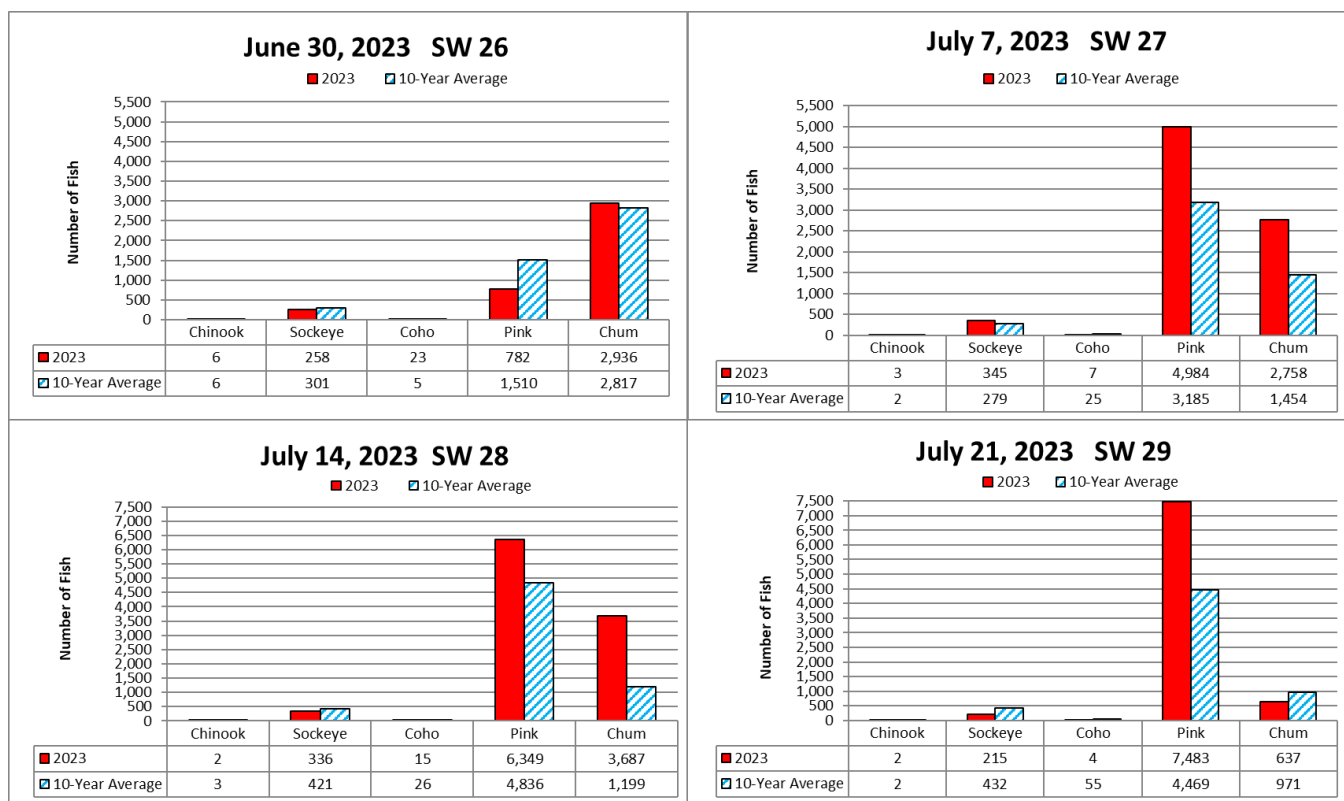 June 30, 2023 SW 26
2023 10-Year Average
Number of Fish
5,500
5,000
4,500
4,000
3,500
3,000
2,500
2,000
1,500
1,000
500
0
Chinook Sockeye Coho Pink Chum
2023 6 258 23 782 2,936
10-Year Average 6 301 5 1,510 2,817
July 7, 2023 SW 27
2023 10-Year Average
Number of Fish
5,500
5,000
4,500
4,000
3,500
3,000
2,500
2,000
1,500
1,000
500
0
Chinook Sockeye Coho Pink Chum
2023 3 345 7 4,984 2,758
10-Year Average 2 279 25 3,185 1,454
July 14, 2023 SW 28
2023 10-Year Average
Number of Fish
7,500
7,000
6,500
6,000
5,500
5,000
4,500
4,000
3,500
3,000
2,500
2,000
1,500
1,000
500
0
Chinook Sockeye Coho Pink Chum
2023 2 336 15 6,349 3,687
10-Year Average 3 421 26 4,836 1,199
July 21, 2023 SW 29
2023 10-Year Average
Number of Fish
7,500
7,000
6,500
6,000
5,500
5,000
4,500
4,000
3,500
3,000
2,500
2,000
1,500
1,000
500
0
Chinook Sockeye Coho Pink Chum
2023 2 215 4 7,483 637
10-Year Average 2 432 55 4,469 971